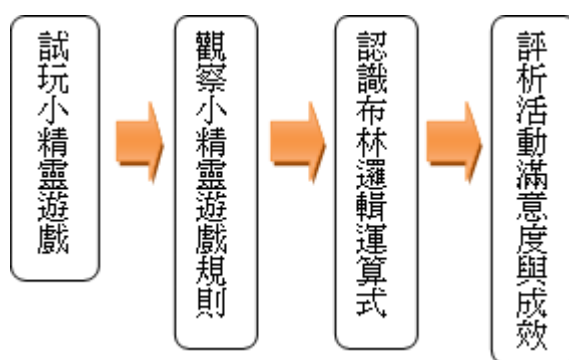 試玩小精靈遊戲
觀察小精靈遊戲規則
認識布林邏輯運算式
評析活動滿意度與成效